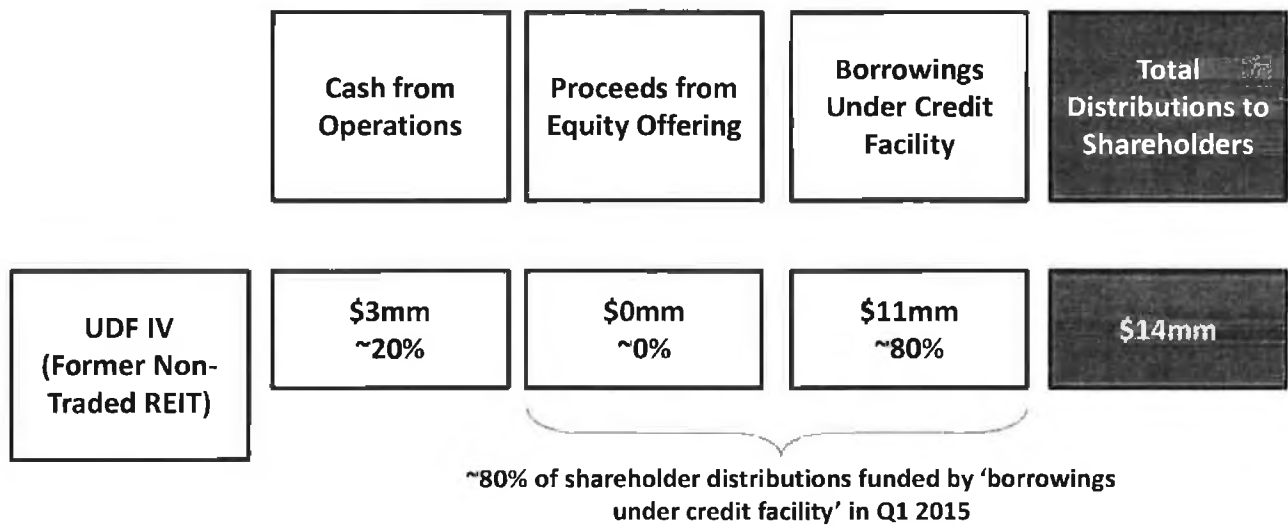 Cash from
Operations
Proceeds from
Equity Offering
Borrowings
Under Credit
Facility
Total
Distributions to
Shareholders
UDF IV
(Former Non-
Traded REIT)
$3mm
~20%
$0mm
~0%
$11mm
~80%
$14mm
~80% of shareholder distributions funded by ‘borrowings
under credit facility’ in Q1 2015